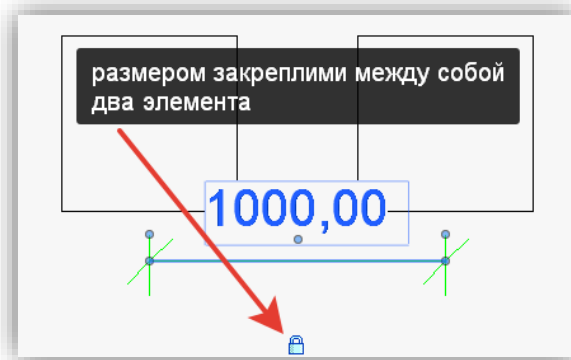 размером закреплими между собой
два элемента
1000,00